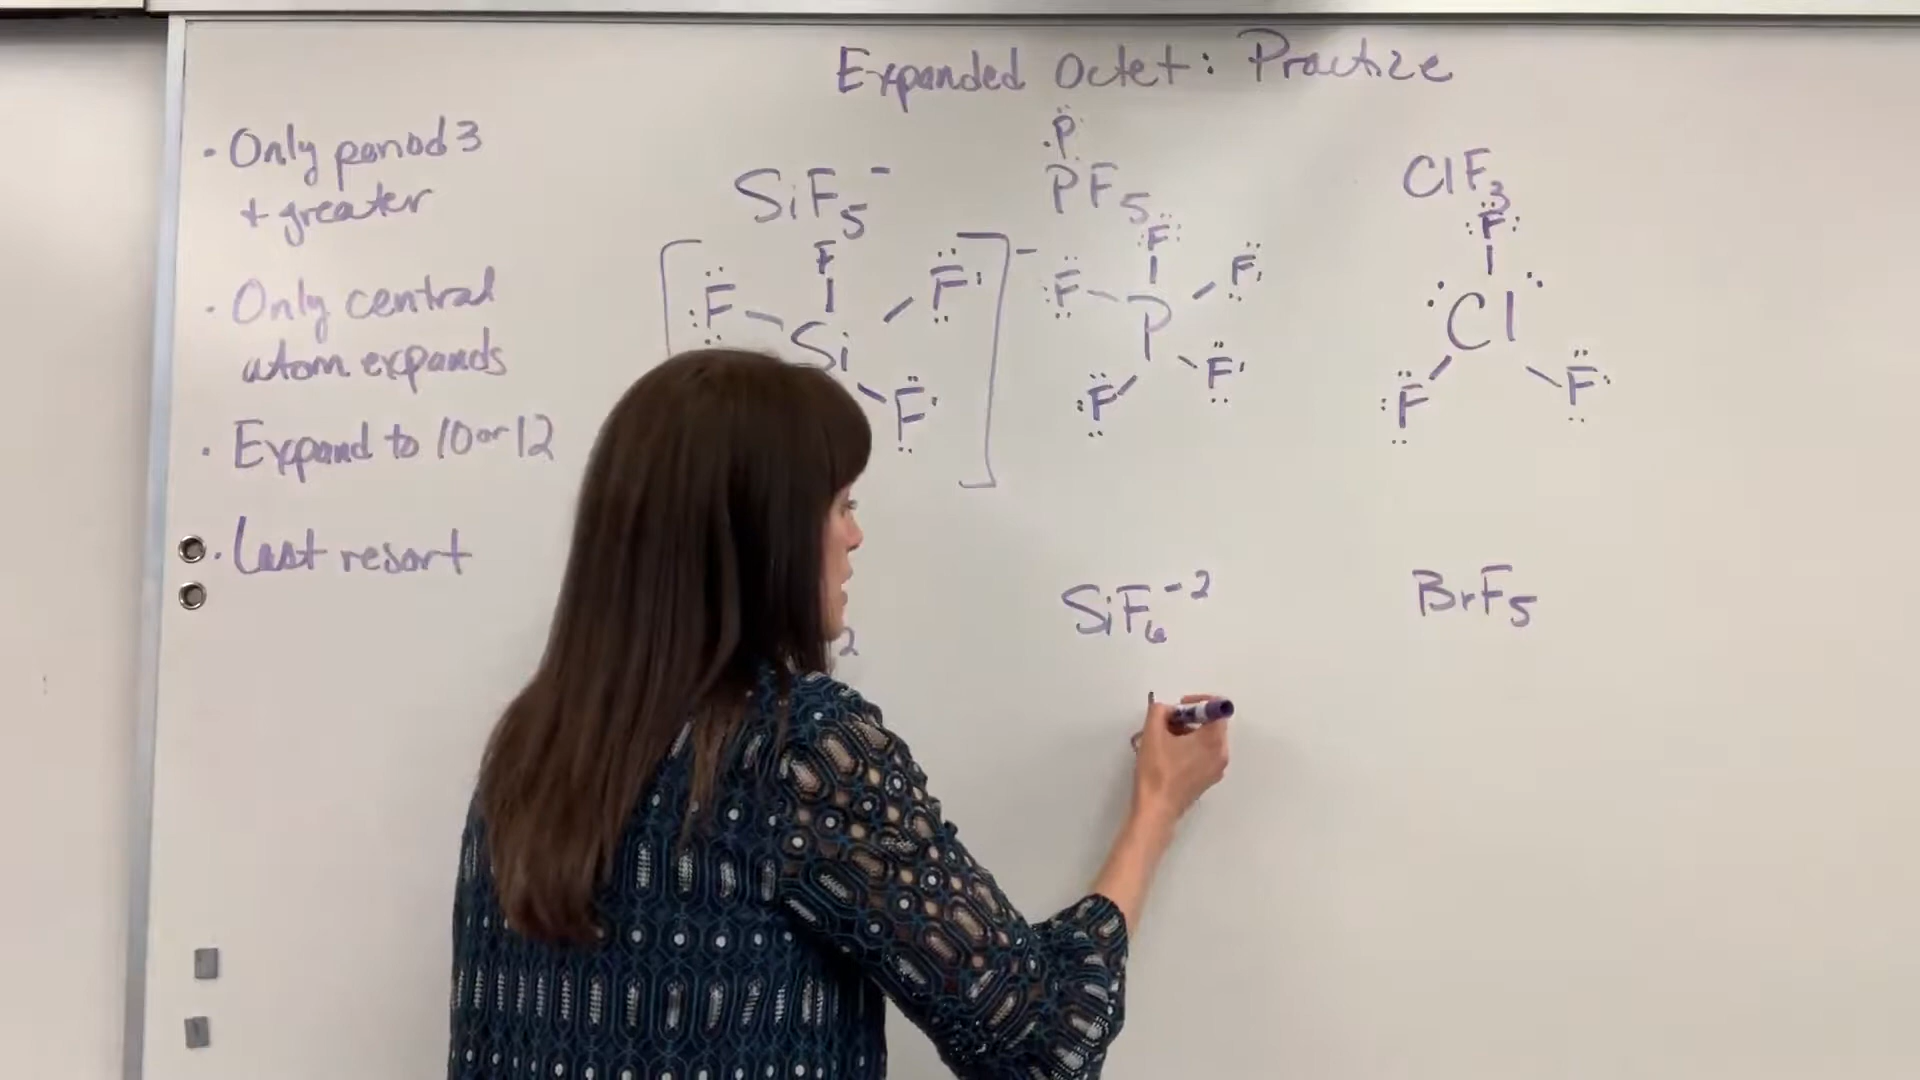 Expanded Octet: Practice
• Only period 3
+ greater
• Only central
atom expands
• Expand to 10 or 12
• Last resort
SiF₅⁻
F
F
F
Si
F
-
P
PF₅
F
F
F
P
F
F
ClF₃
F
Cl
F
F
2
SiF₆⁻²
BrF₅